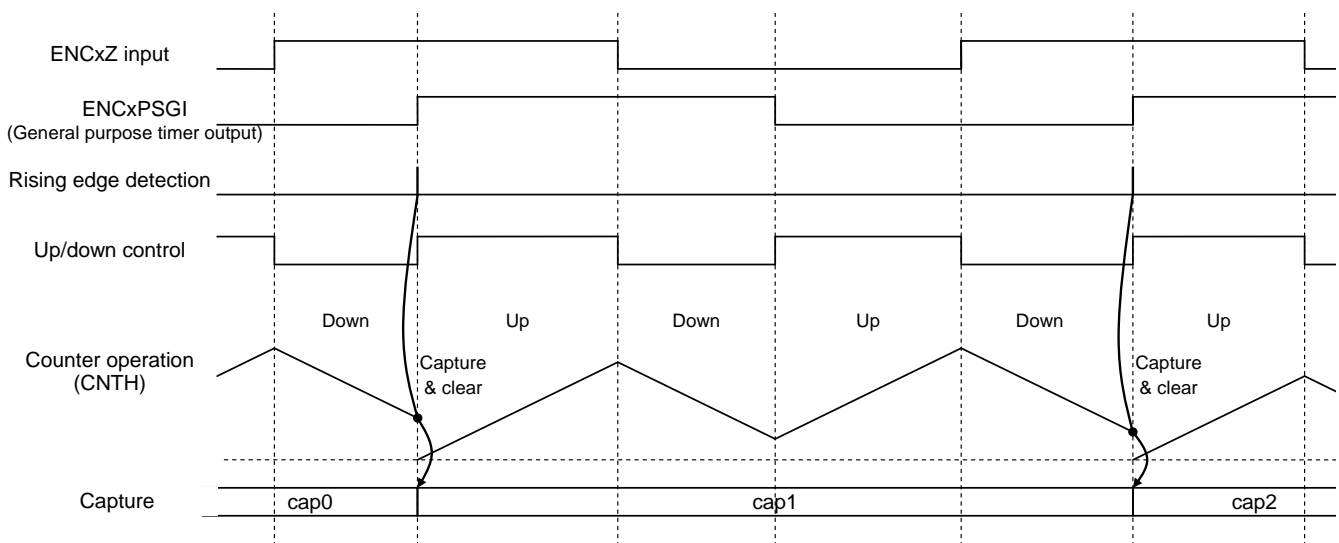 ENCxZ input
ENCxPSGI
(General purpose timer output)
Rising edge detection
Up/down control
Down
Up
Down
Up
Down
Up
Counter operation
(CNTH)
Capture
& clear
Capture
& clear
Capture
cap0
cap1
cap2